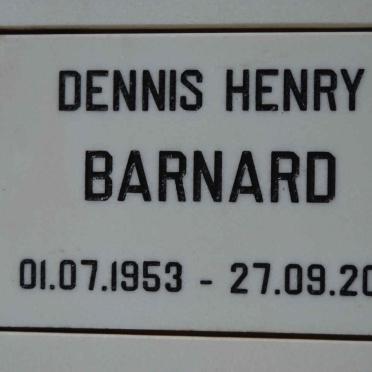 DENNIS HENRY
BARNARD
01.07.1953 - 27.09.20